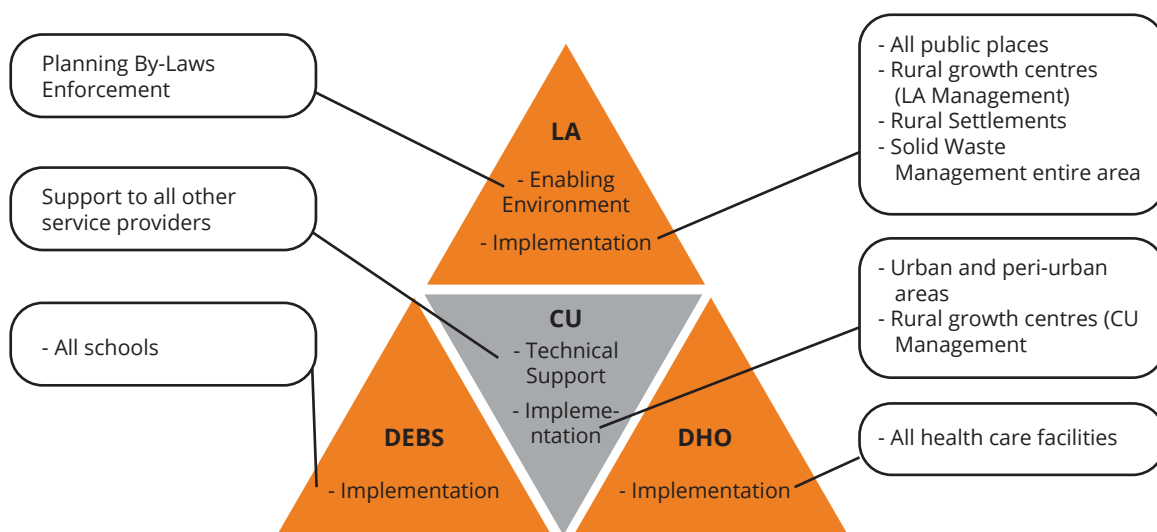 Planning By-Laws
Enforcement
Support to all other
service providers
- All schools
LA
- Enabling
Environment
- Implementation
CU
- Technical
Support
- Impleme-
ntation
DEBS
- Implementation
DHO
- Implementation
- All public places
- Rural growth centres
(LA Management)
- Rural Settlements
- Solid Waste
Management entire area
- Urban and peri-urban
areas
- Rural growth centres (CU
Management
- All health care facilities